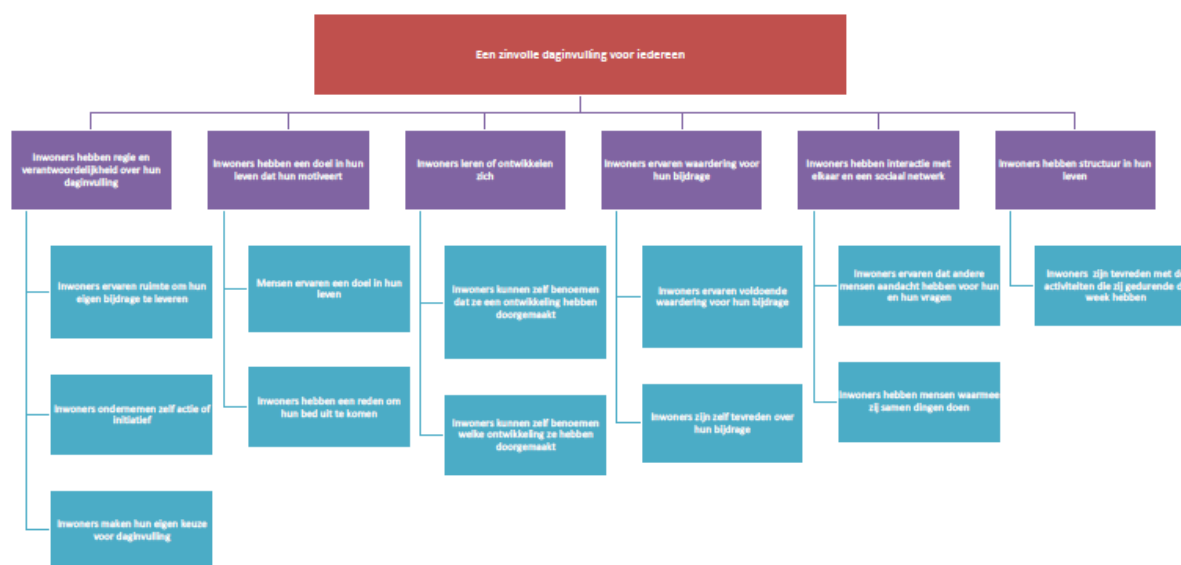 Een zinvolle daginvulling voor iedereen
Inwoners hebben regie en
verantwoordelijkheid over hun
daginvulling
Inwoners hebben een doel in hun
leven dat hun motiveert
Inwoners leren of ontwikkelen
zich
Inwoners ervaren waardering voor
hun bijdrage
Inwoners hebben interactie met
elkaar en een sociaal netwerk
Inwoners hebben structuur in hun
leven
Inwoners ervaren ruimte om hun
eigen bijdrage te leveren
Inwoners ondernemen zelf actie of
initiatief
Inwoners maken hun eigen keuze
voor daginvulling
Mensen ervaren een doel in hun
leven
Inwoners hebben een reden om
hun bed uit te komen
Inwoners kunnen zelf benoemen
dat ze een ontwikkeling hebben
doorgemaakt
Inwoners kunnen zelf benoemen
welke ontwikkeling ze hebben
doorgemaakt
Inwoners ervaren voldoende
waardering voor hun bijdrage
Inwoners zijn zelf tevreden over
hun bijdrage
Inwoners ervaren dat andere
mensen aandacht hebben voor hun
en hun vragen
Inwoners hebben mensen waarmee
zij samen dingen doen
Inwoners zijn tevreden met
activiteiten die zij gedurende
week hebben